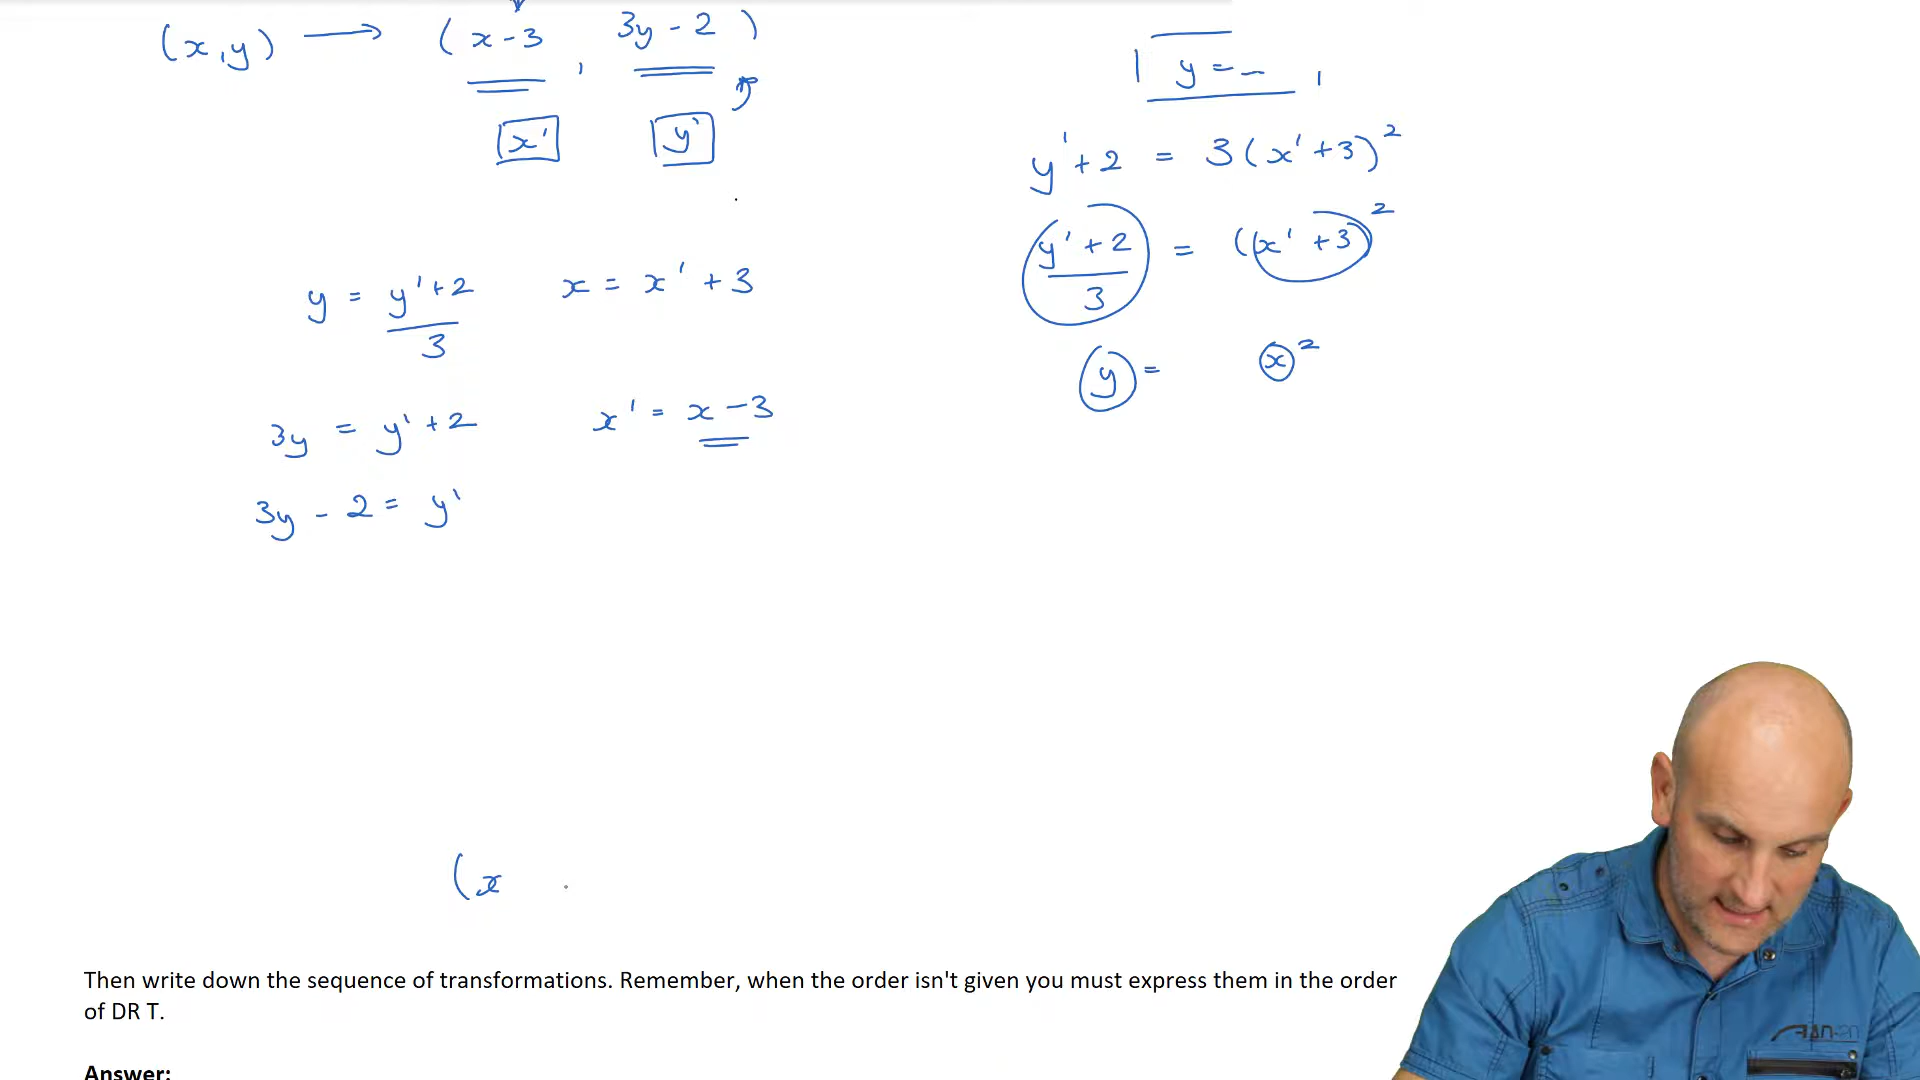 (x,y) ⟶ (x-3, 3y-2)
x' y'
y = y'+2 / 3 x = x' + 3
3y = y'+2 x' = x-3
3y - 2 = y'
(x
y = -
y'+2 = 3(x'+3)²
y'+2 / 3 = (x'+3)²
y = x²
Then write down the sequence of transformations. Remember, when the order isn't given you must express them in the order
of DR T.
Answer: